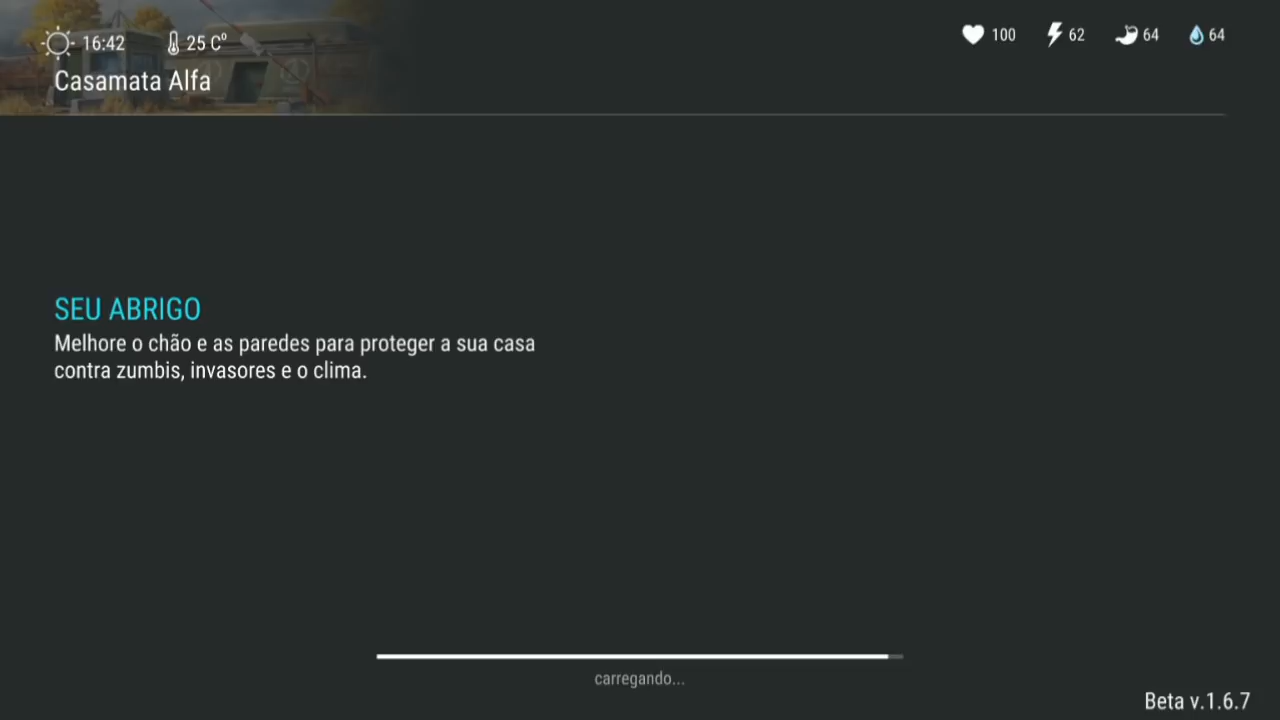 16:42
25 Cº
100
62
64
64
Casamata Alfa
SEU ABRIGO
Melhore o chão e as paredes para proteger a sua casa
contra zumbis, invasores e o clima.
carregando...
Beta v.1.6.7